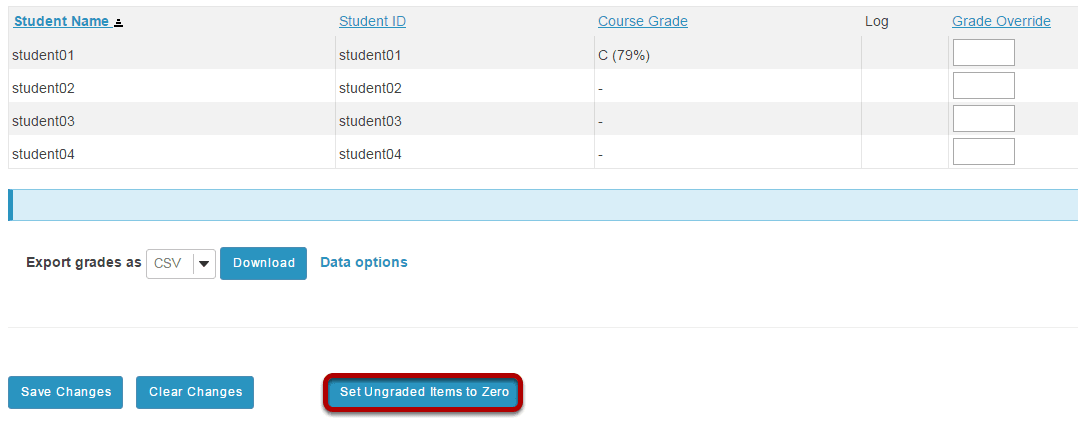 Student Name Student ID Course Grade Log Grade Override
student01 student01 C (79%)
student02 student02 -
student03 student03 -
student04 student04 -
Export grades as CSV Download Data options
Save Changes Clear Changes Set Ungraded Items to Zero